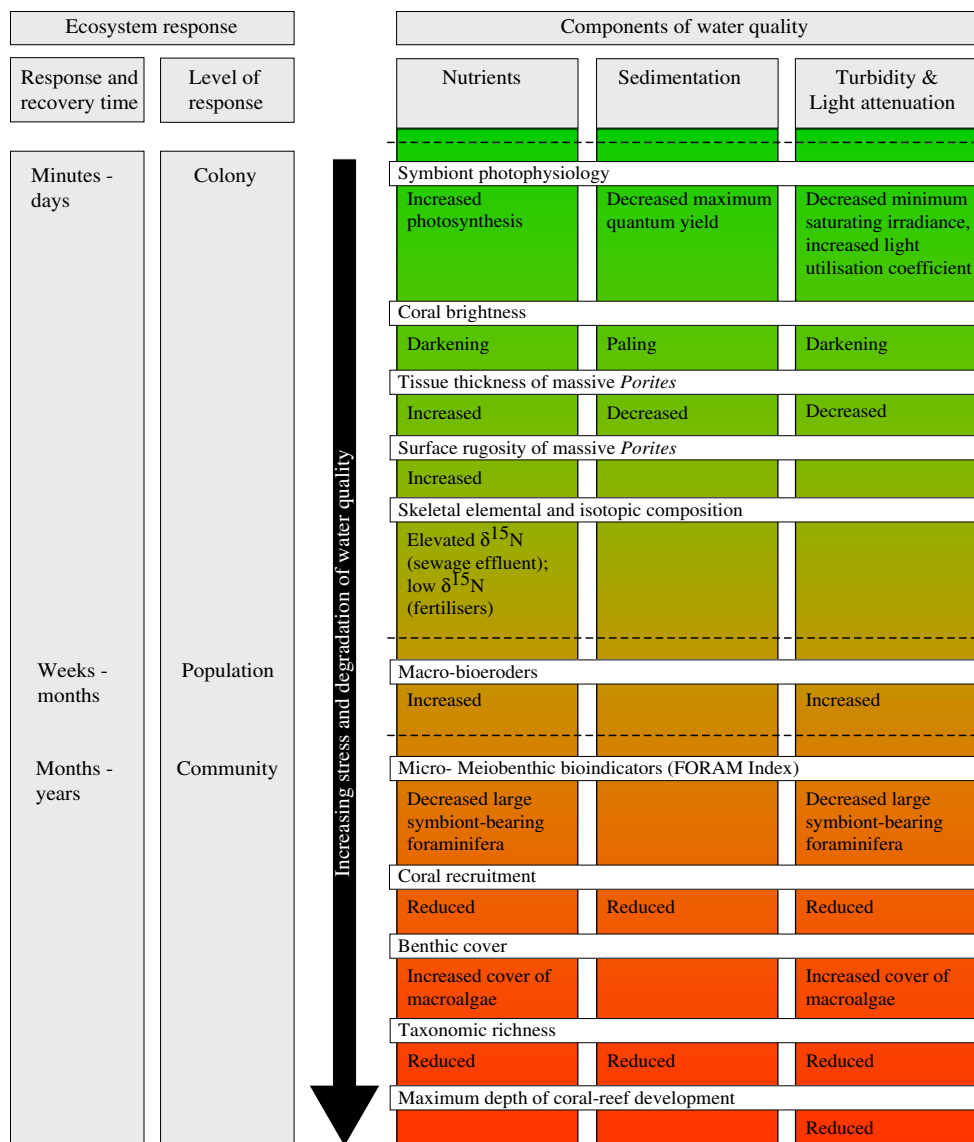 Ecosystem response
Components of water quality
Response and
recovery time
Level of
response
Nutrients
Sedimentation
Turbidity &
Light attenuation
Minutes -
days
Colony
Weeks -
months
Population
Months -
years
Community
Increasing stress and degradation of water quality
Symbiont photophysiology
Increased
photosynthesis
Decreased maximum
quantum yield
Decreased minimum
saturating irradiance,
increased light
utilisation coefficient
Coral brightness
Darkening
Paling
Darkening
Tissue thickness of massive Porites
Increased
Decreased
Decreased
Surface rugosity of massive Porites
Increased
Skeletal elemental and isotopic composition
Elevated δ15N
(sewage effluent);
low δ15N
(fertilisers)
Macro-bioeroders
Increased
Increased
Micro- Meiobenthic bioindicators (FORAM Index)
Decreased large
symbiont-bearing
foraminifera
Decreased large
symbiont-bearing
foraminifera
Coral recruitment
Reduced
Reduced
Reduced
Benthic cover
Increased cover of
macroalgae
Increased cover of
macroalgae
Taxonomic richness
Reduced
Reduced
Reduced
Maximum depth of coral-reef development
Reduced